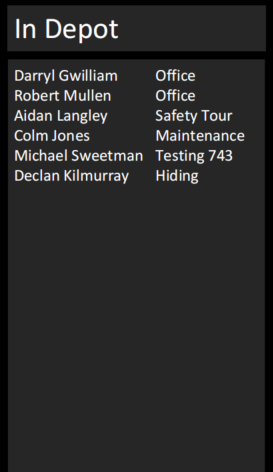 In Depot
Darryl Gwilliam Office
Robert Mullen Office
Aidan Langley Safety Tour
Colm Jones Maintenance
Michael Sweetman Testing 743
Declan Kilmurray Hiding